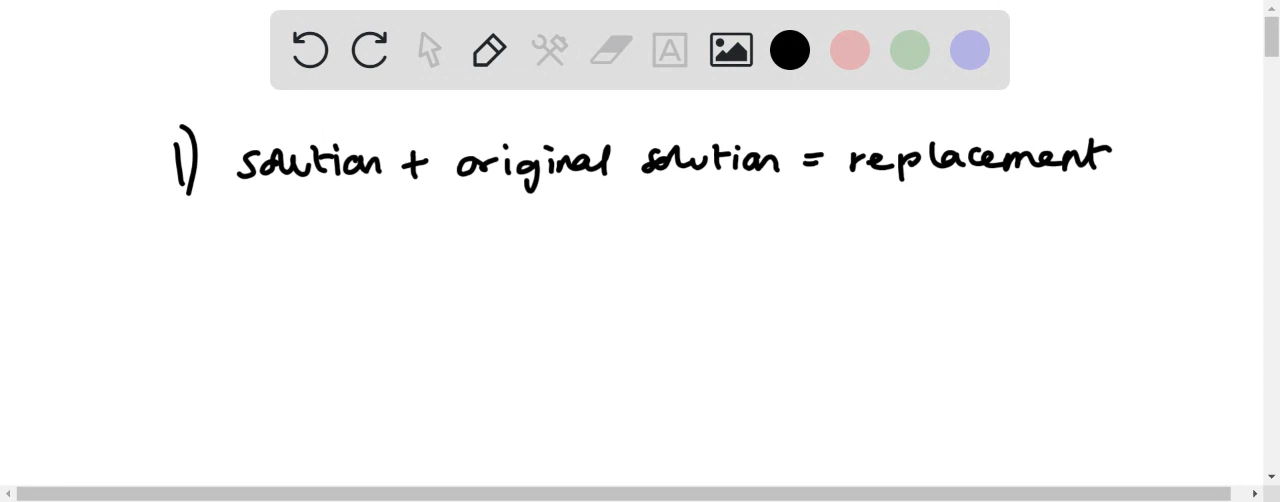 1) solution + original solution = replacement